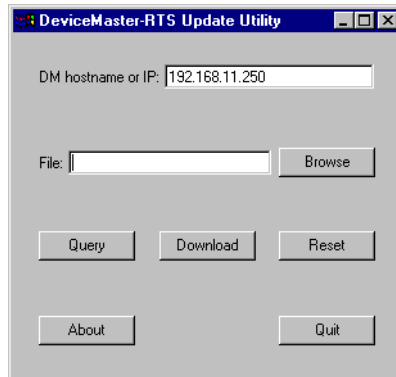 DeviceMaster-RTS Update Utility
DM hostname or IP: 192.168.11.250
File: Browse
Query Download Reset
About Quit